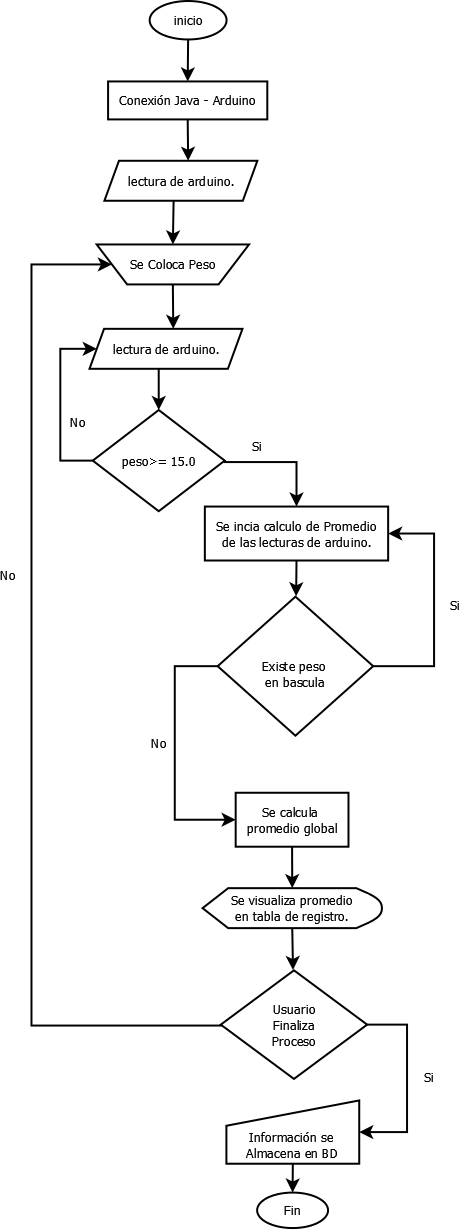 inicio
Conexión Java - Arduino
lectura de arduino.
Se Coloca Peso
lectura de arduino.
No
peso>= 15.0
Si
Se incia calculo de Promedio
de las lecturas de arduino.
No
Si
Existe peso
en bascula
No
Se calcula
promedio global
Se visualiza promedio
en tabla de registro.
Usuario
Finaliza
Proceso
Si
Información se
Almacena en BD
Fin